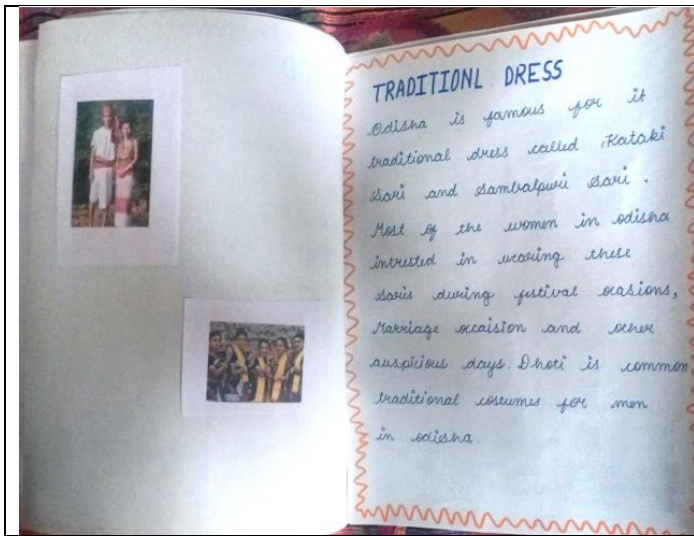 TRADITIONL DRESS
Odisha is famous for it
traditional dress called Kataki
Sari and Sambalpuri Sari.
Most of the women in odisha
intrested in wearing these
saris during festival ocasions,
Marriage occaision and other
auspicious days. Dhoti is common
traditional costumes for men
in odisha.